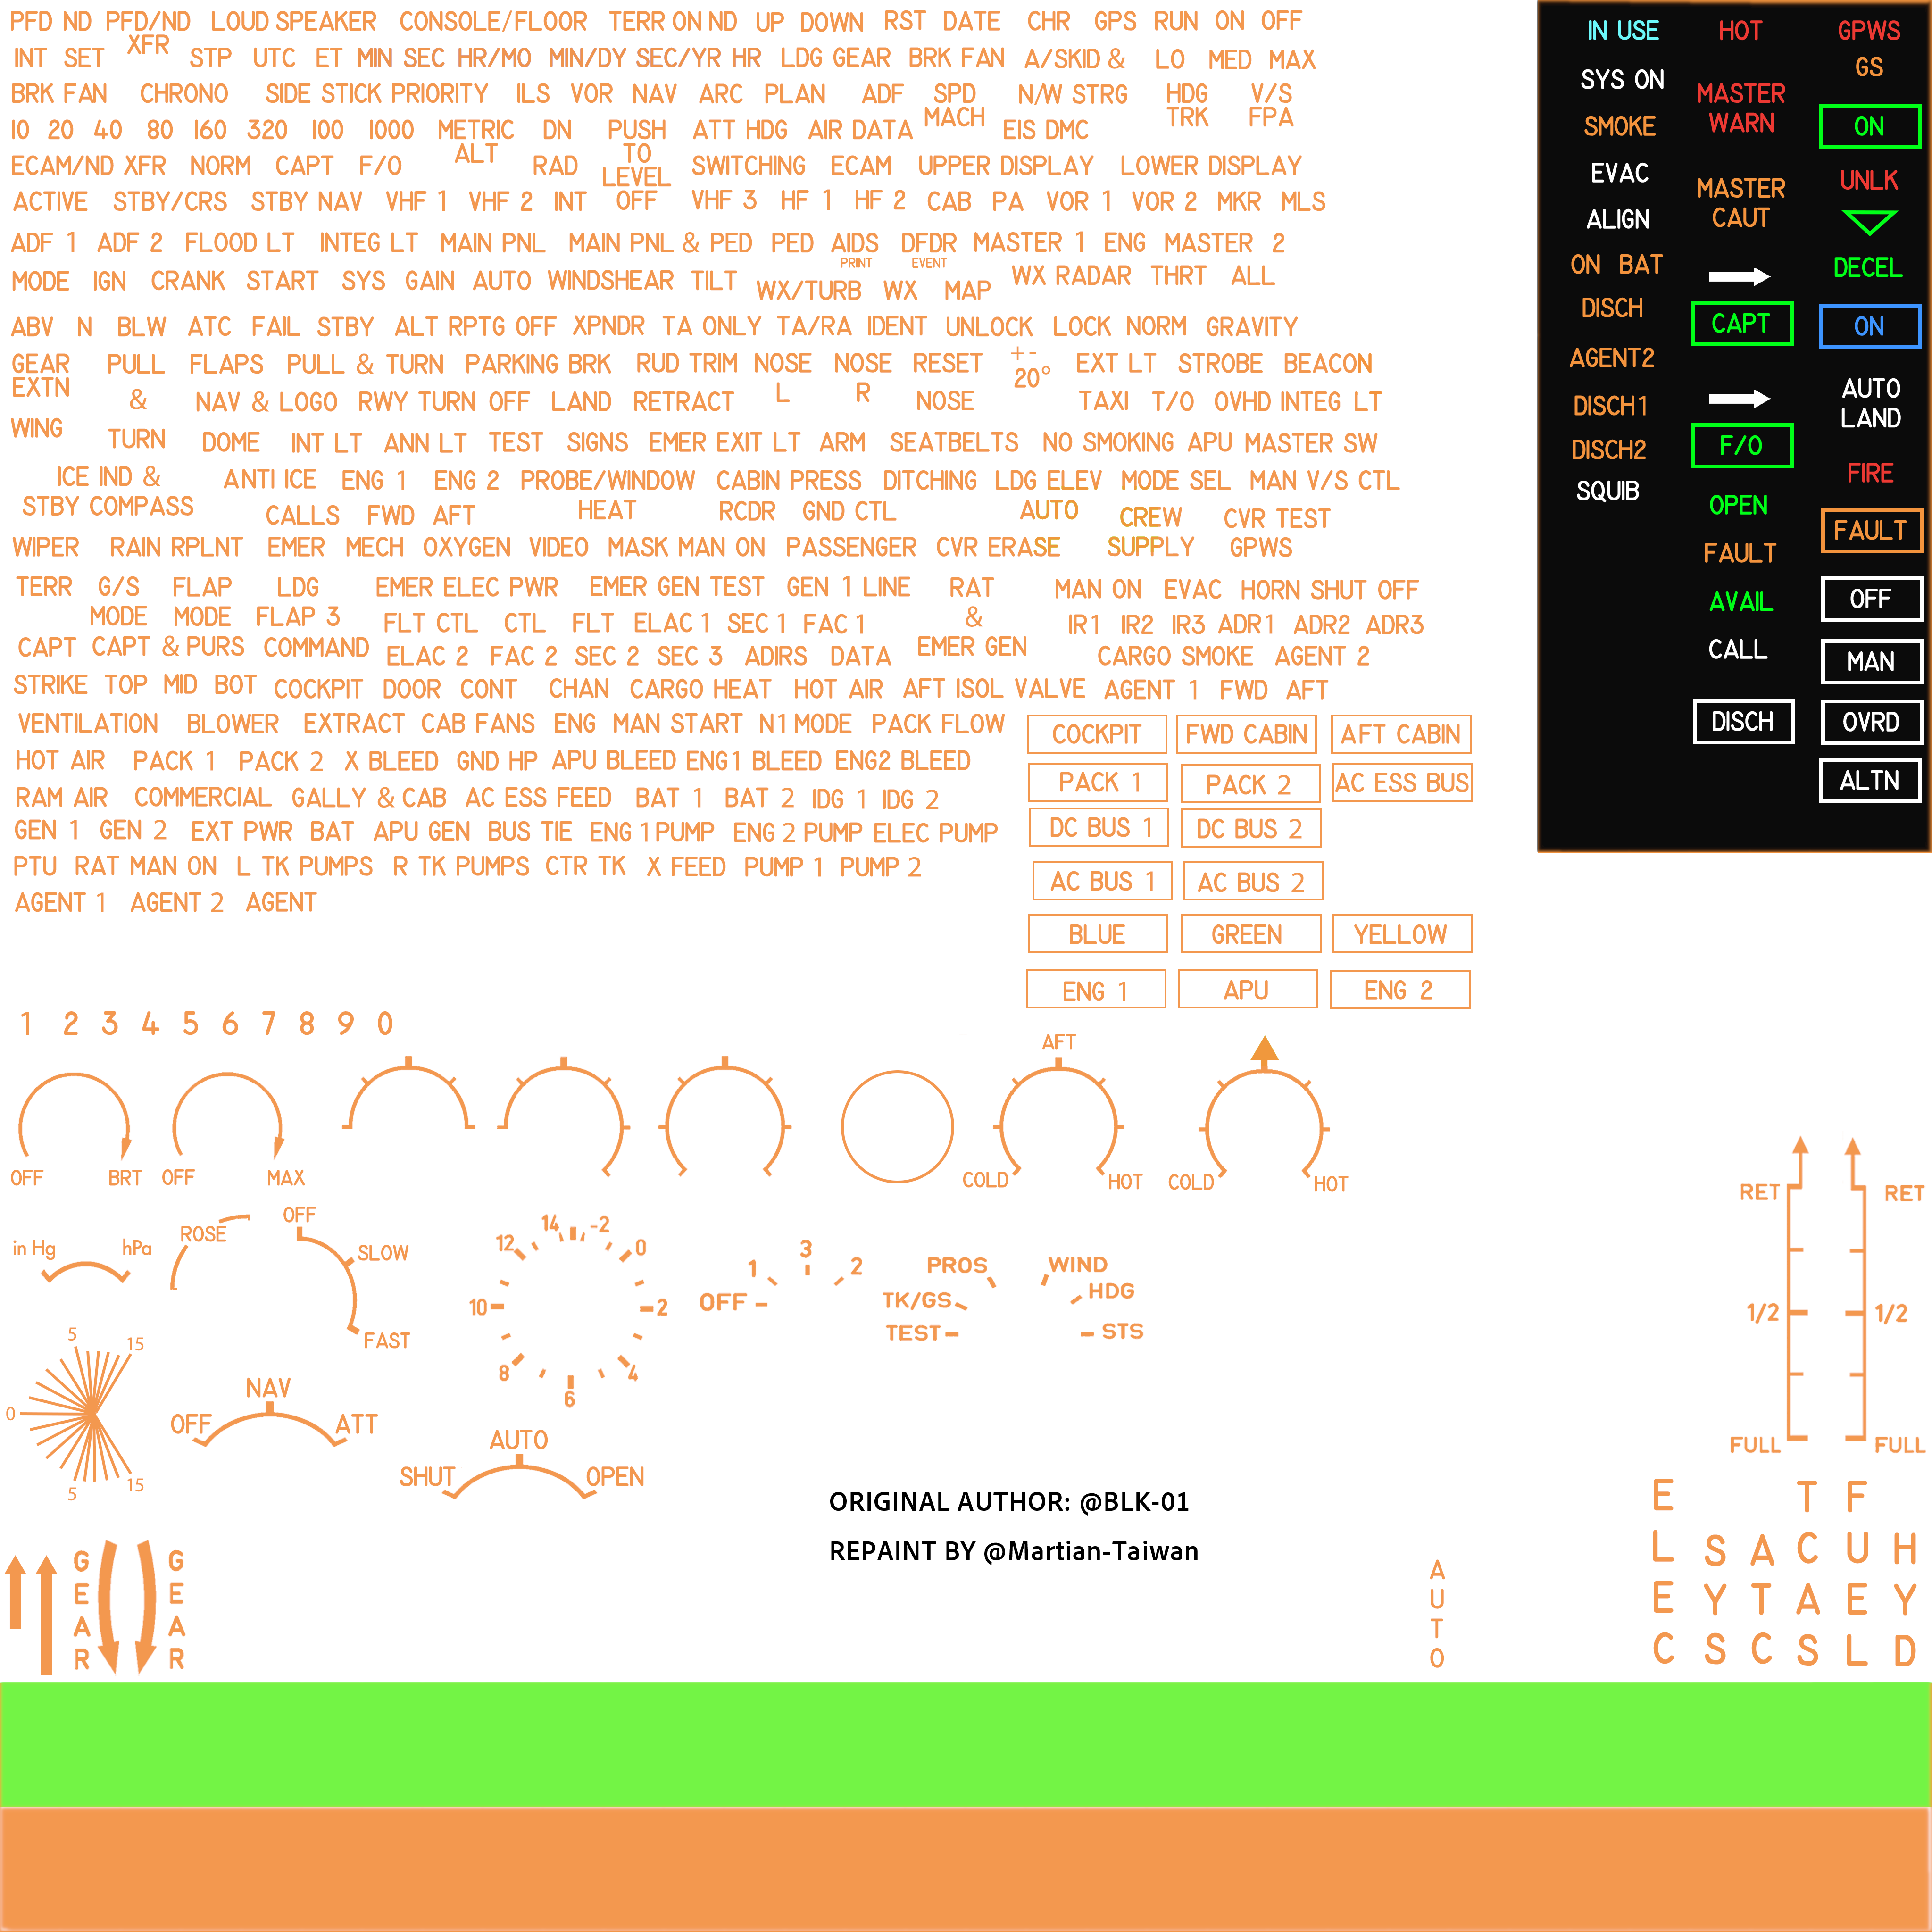 PFD ND PFD/ND LOUD SPEAKER CONSOLE/FLOOR TERR ON ND UP DOWN RST DATE CHR GPS RUN ON OFF
INT SET XFR STP UTC ET MIN SEC HR/MO MIN/DY SEC/YR HR LDG GEAR BRK FAN A/SKID & LO MED MAX
BRK FAN CHRONO SIDE STICK PRIORITY ILS VOR NAV ARC PLAN ADF SPD N/W STRG HDG V/S
MACH TRK FPA
10 20 40 80 160 320 100 1000 METRIC DN PUSH ATT HDG AIR DATA EIS DMC
ALT TO
ECAM/ND XFR NORM CAPT F/O RAD LEVEL SWITCHING ECAM UPPER DISPLAY LOWER DISPLAY
ACTIVE STBY/CRS STBY NAV VHF 1 VHF 2 INT OFF VHF 3 HF 1 HF 2 CAB PA VOR 1 VOR 2 MKR MLS
ADF 1 ADF 2 FLOOD LT INTEG LT MAIN PNL MAIN PNL & PED PED AIDS DFDR MASTER 1 ENG MASTER 2
PRINT EVENT
MODE IGN CRANK START SYS GAIN AUTO WINDSHEAR TILT WX/TURB WX MAP WX RADAR THRT ALL
ABV N BLW ATC FAIL STBY ALT RPTG OFF XPNDR TA ONLY TA/RA IDENT UNLOCK LOCK NORM GRAVITY
GEAR PULL FLAPS PULL & TURN PARKING BRK RUD TRIM NOSE NOSE RESET +- EXT LT STROBE BEACON
20°
EXTN & NAV & LOGO RWY TURN OFF LAND RETRACT L R NOSE TAXI T/O OVHD INTEG LT
WING TURN DOME INT LT ANN LT TEST SIGNS EMER EXIT LT ARM SEATBELTS NO SMOKING APU MASTER SW
ICE IND & ANTI ICE ENG 1 ENG 2 PROBE/WINDOW CABIN PRESS DITCHING LDG ELEV MODE SEL MAN V/S CTL
STBY COMPASS CALLS FWD AFT HEAT RCDR GND CTL AUTO CREW CVR TEST
WIPER RAIN RPLNT EMER MECH OXYGEN VIDEO MASK MAN ON PASSENGER CVR ERASE SUPPLY GPWS
TERR G/S FLAP LDG EMER ELEC PWR EMER GEN TEST GEN 1 LINE RAT MAN ON EVAC HORN SHUT OFF
MODE MODE FLAP 3 FLT CTL CTL FLT ELAC 1 SEC 1 FAC 1 & IR1 IR2 IR3 ADR1 ADR2 ADR3
CAPT CAPT & PURS COMMAND ELAC 2 FAC 2 SEC 2 SEC 3 ADIRS DATA EMER GEN CARGO SMOKE AGENT 2
STRIKE TOP MID BOT COCKPIT DOOR CONT CHAN CARGO HEAT HOT AIR AFT ISOL VALVE AGENT 1 FWD AFT
VENTILATION BLOWER EXTRACT CAB FANS ENG MAN START N1 MODE PACK FLOW
HOT AIR PACK 1 PACK 2 X BLEED GND HP APU BLEED ENG1 BLEED ENG2 BLEED
RAM AIR COMMERCIAL GALLY & CAB AC ESS FEED BAT 1 BAT 2 IDG 1 IDG 2
GEN 1 GEN 2 EXT PWR BAT APU GEN BUS TIE ENG 1 PUMP ENG 2 PUMP ELEC PUMP
PTU RAT MAN ON L TK PUMPS R TK PUMPS CTR TK X FEED PUMP 1 PUMP 2
AGENT 1 AGENT 2 AGENT
COCKPIT FWD CABIN AFT CABIN
PACK 1 PACK 2 AC ESS BUS
DC BUS 1 DC BUS 2
AC BUS 1 AC BUS 2
BLUE GREEN YELLOW
ENG 1 APU ENG 2
IN USE
SYS ON
SMOKE
EVAC
ALIGN
ON BAT
DISCH
AGENT2
DISCH1
DISCH2
SQUIB
HOT
MASTER
WARN
MASTER
CAUT
CAPT
F/O
OPEN
FAULT
AVAIL
CALL
DISCH
GPWS
GS
ON
UNLK
DECEL
ON
AUTO
LAND
FIRE
FAULT
OFF
MAN
OVRD
ALTN
1 2 3 4 5 6 7 8 9 0
OFF BRT OFF MAX
AFT
COLD HOT
COLD HOT
in Hg hPa
ROSE
OFF
SLOW
FAST
14 -2
12 0
10 2
8 4
6
OFF 1 3 2
PROS
TK/GS
TEST
WIND
HDG
STS
5
15
0
15
5
NAV
OFF ATT
AUTO
SHUT OPEN
RET RET
1/2 1/2
FULL FULL
ORIGINAL AUTHOR: @BLK-01
REPAINT BY @Martian-Taiwan
GEAR
GEAR
AUTO
ELEC
SYS
ATC
TCAS
FUEL
HYD